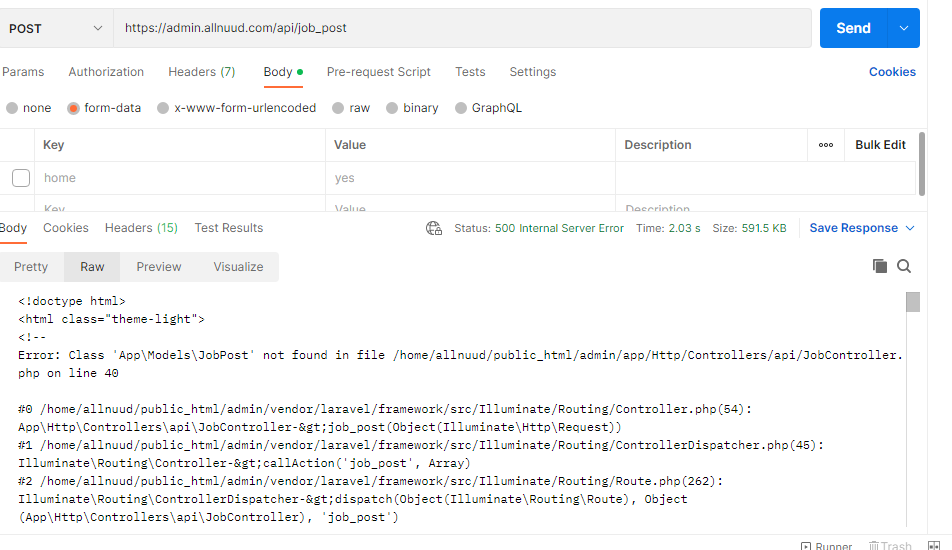 POST https://admin.allnuud.com/api/job_post Send
Params Authorization Headers (7) Body Pre-request Script Tests Settings Cookies
none form-data x-www-form-urlencoded raw binary GraphQL
Key Value Description ooo Bulk Edit
home yes
Key Value Description
Body Cookies Headers (15) Test Results Status: 500 Internal Server Error Time: 2.03 s Size: 591.5 KB Save Response
Pretty Raw Preview Visualize
<!doctype html>
<html class="theme-light">
<!--
Error: Class 'App\Models\JobPost' not found in file /home/allnuud/public_html/admin/app/Http/Controllers/api/JobController.
php on line 40
#0 /home/allnuud/public_html/admin/vendor/laravel/framework/src/Illuminate/Routing/Controller.php(54):
App\Http\Controllers\api\JobController-&gt;job_post(Object(Illuminate\Http\Request))
#1 /home/allnuud/public_html/admin/vendor/laravel/framework/src/Illuminate/Routing/ControllerDispatcher.php(45):
Illuminate\Routing\Controller-&gt;callAction('job_post', Array)
#2 /home/allnuud/public_html/admin/vendor/laravel/framework/src/Illuminate/Routing/Route.php(262):
Illuminate\Routing\ControllerDispatcher-&gt;dispatch(Object(Illuminate\Routing\Route), Object
(App\Http\Controllers\api\JobController), 'job_post')
Runner Trash